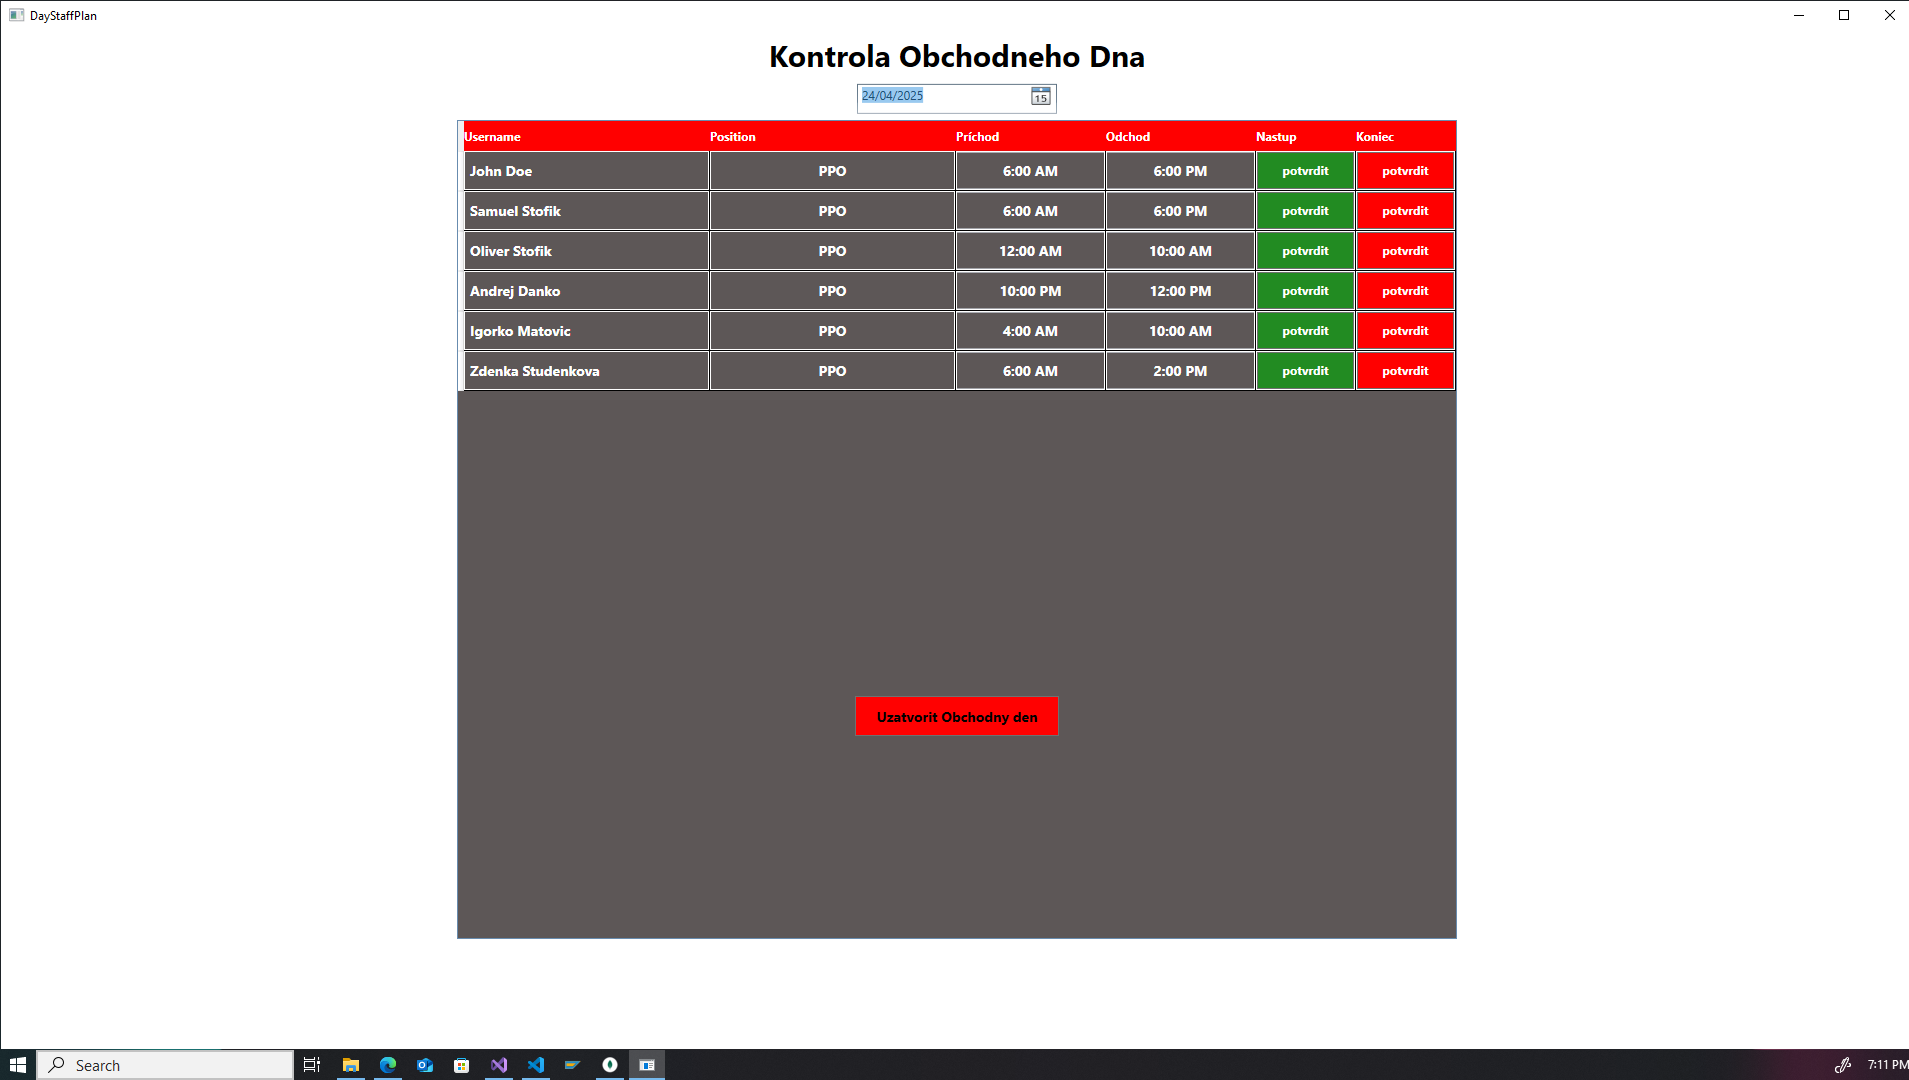 DayStaffPlan
Kontrola Obchodneho Dna
24/04/2025
15
Username Position Príchod Odchod Nastup Koniec
John Doe PPO 6:00 AM 6:00 PM potvrdit potvrdit
Samuel Stofik PPO 6:00 AM 6:00 PM potvrdit potvrdit
Oliver Stofik PPO 12:00 AM 10:00 AM potvrdit potvrdit
Andrej Danko PPO 10:00 PM 12:00 PM potvrdit potvrdit
Igorko Matovic PPO 4:00 AM 10:00 AM potvrdit potvrdit
Zdenka Studenkova PPO 6:00 AM 2:00 PM potvrdit potvrdit
Uzatvorit Obchodny den
Search
7:11 PM